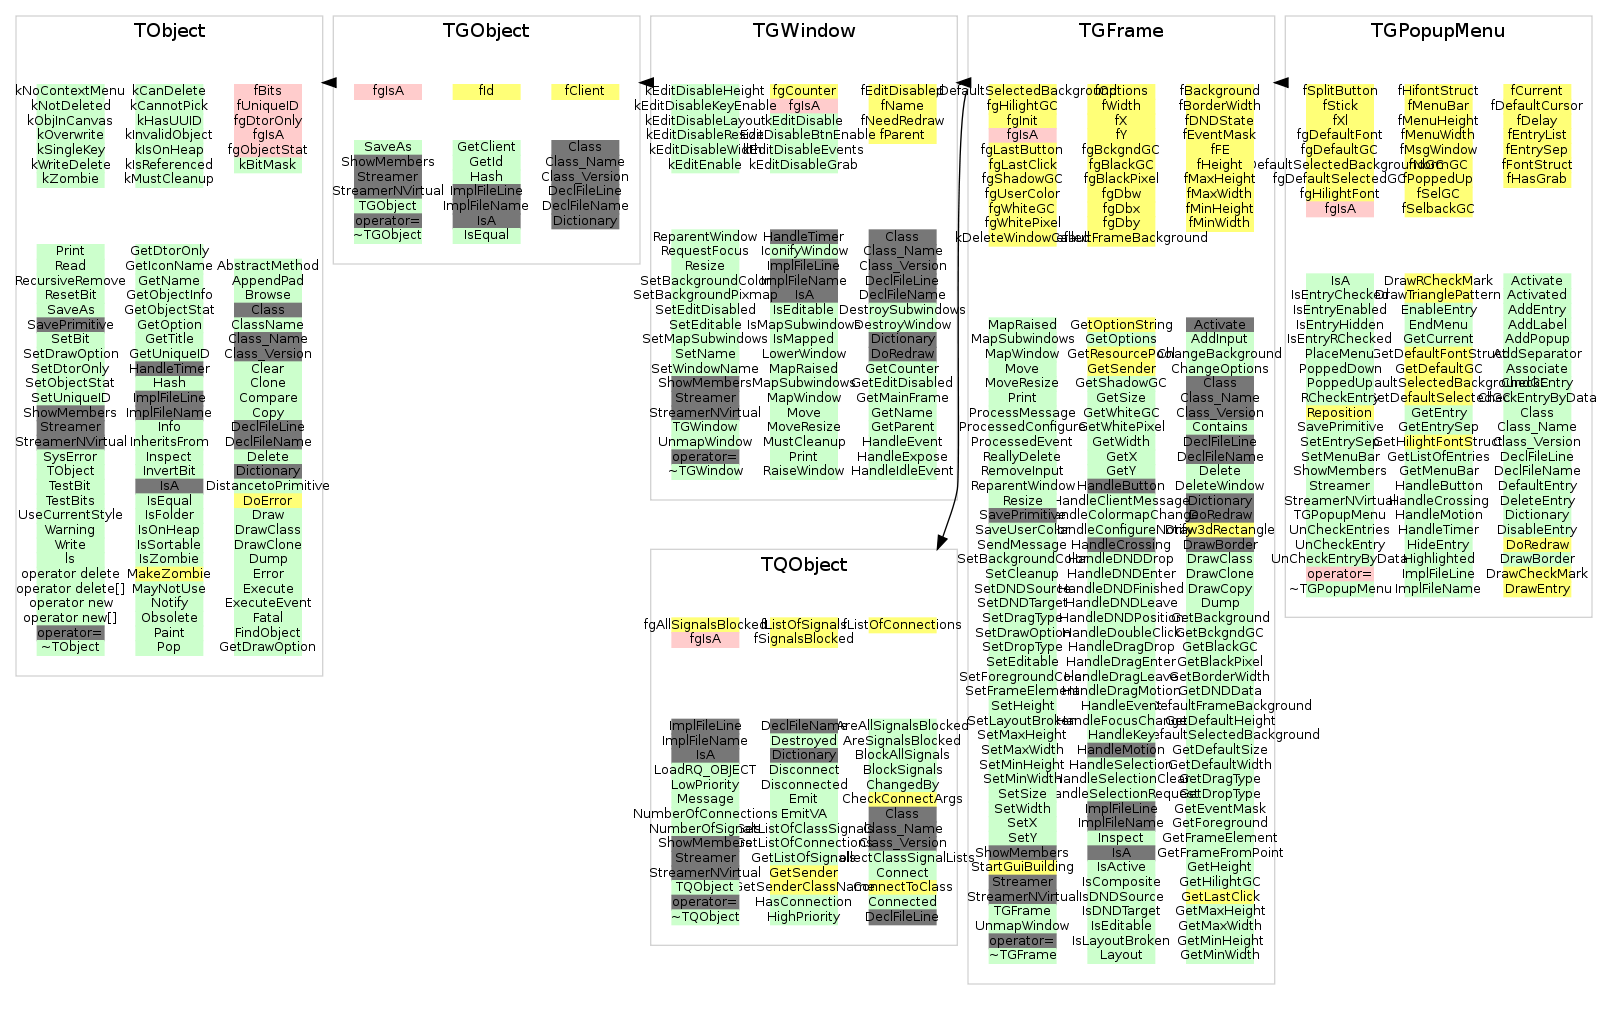 TObject
kNoContextMenu kCanDelete fBits
kNotDeleted kCannotPick fUniqueID
kObjInCanvas kHasUUID fgDtorOnly
kOverwrite kInvalidObject fgIsA
kSingleKey kIsOnHeap fgObjectStat
kWriteDelete kIsReferenced kBitMask
kZombie kMustCleanup
Print GetDtorOnly
Read GetIconName AbstractMethod
RecursiveRemove GetName AppendPad
ResetBit GetObjectInfo Browse
SaveAs GetObjectStat Class
SavePrimitive GetOption ClassName
SetBit GetTitle Class_Name
SetDrawOption GetUniqueID Class_Version
SetDtorOnly HandleTimer Clear
SetObjectStat Hash Clone
SetUniqueID ImplFileLine Compare
ShowMembers ImplFileName Copy
Streamer Info DeclFileLine
StreamerNVirtual InheritsFrom DeclFileName
SysError Inspect Delete
TObject InvertBit Dictionary
TestBit IsA DistancetoPrimitive
TestBits IsEqual DoError
UseCurrentStyle IsFolder Draw
Warning IsOnHeap DrawClass
Write IsSortable DrawClone
ls IsZombie Dump
operator delete MakeZombie Error
operator delete[] MayNotUse Execute
operator new Notify ExecuteEvent
operator new[] Obsolete Fatal
operator= Paint FindObject
~TObject Pop GetDrawOption
TGObject
fgIsA fId fClient
SaveAs GetClient Class
ShowMembers GetId Class_Name
Streamer Hash Class_Version
StreamerNVirtual ImplFileLine DeclFileLine
TGObject ImplFileName DeclFileName
operator= IsA Dictionary
~TGObject IsEqual
TGWindow
kEditDisableHeight fgCounter fEditDisabled
kEditDisableKeyEnable fgIsA fName
kEditDisableLayout kEditDisable fNeedRedraw
kEditDisableResize kEditDisableBtnEnable fParent
kEditDisableWidth kEditDisableEvents
kEditEnable kEditDisableGrab
ReparentWindow HandleTimer Class
RequestFocus IconifyWindow Class_Name
Resize ImplFileLine Class_Version
SetBackgroundColor ImplFileName DeclFileLine
SetBackgroundPixmap IsA DeclFileName
SetEditDisabled IsEditable DestroySubwindows
SetEditable IsMapSubwindows DestroyWindow
SetMapSubwindows IsMapped Dictionary
SetName LowerWindow DoRedraw
SetWindowName MapRaised GetCounter
ShowMembers MapSubwindows GetEditDisabled
Streamer MapWindow GetMainFrame
StreamerNVirtual Move GetName
TGWindow MoveResize GetParent
UnmapWindow MustCleanup HandleEvent
operator= Print HandleExpose
~TGWindow RaiseWindow HandleIdleEvent
TQObject
fgAllSignalsBlocked fListOfSignals fListOfConnections
fgIsA fSignalsBlocked
ImplFileLine DeclFileName AreAllSignalsBlocked
ImplFileName Destroyed AreSignalsBlocked
IsA Dictionary BlockAllSignals
LoadRQ_OBJECT Disconnect BlockSignals
LowPriority Disconnected ChangedBy
Message Emit CheckConnectArgs
NumberOfConnections EmitVA Class
NumberOfSignals GetListOfClassSignals Class_Name
ShowMembers GetListOfConnections Class_Version
Streamer GetListOfSignals ollectClassSignalLists
StreamerNVirtual GetSender Connect
TQObject GetSenderClassName ConnectToClass
operator= HasConnection Connected
~TQObject HighPriority DeclFileLine
TGFrame
fDefaultSelectedBackground fOptions fBackground
fgHilightGC fWidth fBorderWidth
fgInit fX fDNDState
fgIsA fY fEventMask
fgLastButton fgBckgndGC fFE
fgLastClick fgBlackGC fHeight
fgShadowGC fgBlackPixel fMaxHeight
fgUserColor fgDbw fMaxWidth
fgWhiteGC fgDbx fMinHeight
fgWhitePixel fgDby fMinWidth
kDeleteWindowCalled faultFrameBackground
MapRaised GetOptionString Activate
MapSubwindows GetOptions AddInput
MapWindow GetResourcePool ChangeBackground
Move GetSender ChangeOptions
MoveResize GetShadowGC Class
Print GetSize Class_Name
ProcessMessage GetWhiteGC Class_Version
ProcessedConfigure GetWhitePixel Contains
ProcessedEvent GetWidth DeclFileLine
ReallyDelete GetX DeclFileName
RemoveInput GetY Delete
ReparentWindow HandleButton DeleteWindow
Resize HandleClientMessage Dictionary
SavePrimitive HandleColormapChange DoRedraw
SaveUserColor HandleConfigureNotify Draw3dRectangle
SendMessage HandleCrossing DrawBorder
SetBackgroundColor HandleDNDDrop DrawClass
SetCleanup HandleDNDEnter DrawClone
SetDNDSource HandleDNDFinished DrawCopy
SetDNDTarget HandleDNDLeave Dump
SetDragType HandleDNDPosition GetBackground
SetDrawOption HandleDoubleClick GetBckgndGC
SetDropType HandleDragDrop GetBlackGC
SetEditable HandleDragEnter GetBlackPixel
SetForegroundColor HandleDragLeave GetBorderWidth
SetFrameElement HandleDragMotion GetDNDData
SetHeight HandleEvent DefaultFrameBackground
SetLayoutBroken HandleFocusChange GetDefaultHeight
SetMaxHeight HandleKey efaultSelectedBackground
SetMaxWidth HandleMotion GetDefaultSize
SetMinHeight HandleSelection GetDefaultWidth
SetMinWidth HandleSelectionClear GetDragType
SetSize HandleSelectionRequest GetDropType
SetWidth ImplFileLine GetEventMask
SetX ImplFileName GetForeground
SetY Inspect GetFrameElement
ShowMembers IsA GetFrameFromPoint
StartGuiBuilding IsActive GetHeight
Streamer IsComposite GetHilightGC
StreamerNVirtual IsDNDSource GetLastClick
TGFrame IsDNDTarget GetMaxHeight
UnmapWindow IsEditable GetMaxWidth
operator= IsLayoutBroken GetMinHeight
~TGFrame Layout GetMinWidth
TGPopupMenu
fSplitButton fHifontStruct fCurrent
fStick fMenuBar fDefaultCursor
fXl fMenuHeight fDelay
fgDefaultFont fMenuWidth fEntryList
fgDefaultGC fMsgWindow fEntrySep
DefaultSelectedBackgroundGC fNormGC fFontStruct
fgDefaultSelectedGC fPoppedUp fHasGrab
fgHilightFont fSelGC
fgIsA fSelbackGC
IsA DrawRCheckMark Activate
IsEntryChecked DrawTrianglePattern Activated
IsEntryEnabled EnableEntry AddEntry
IsEntryHidden EndMenu AddLabel
IsEntryRChecked GetCurrent AddPopup
PlaceMenu GetDefaultFontStruct AddSeparator
PoppedDown GetDefaultGC Associate
PoppedUp aultSelectedBackgroundGC CheckEntry
RCheckEntry GetDefaultSelectedGC CheckEntryByData
Reposition GetEntry Class
SavePrimitive GetEntrySep Class_Name
SetEntrySep GetHilightFontStruct Class_Version
SetMenuBar GetListOfEntries DeclFileLine
ShowMembers GetMenuBar DeclFileName
Streamer HandleButton DefaultEntry
StreamerNVirtual HandleCrossing DeleteEntry
TGPopupMenu HandleMotion Dictionary
UnCheckEntries HandleTimer DisableEntry
UnCheckEntry HideEntry DoRedraw
UnCheckEntryByData Highlighted DrawBorder
operator= ImplFileLine DrawCheckMark
~TGPopupMenu ImplFileName DrawEntry